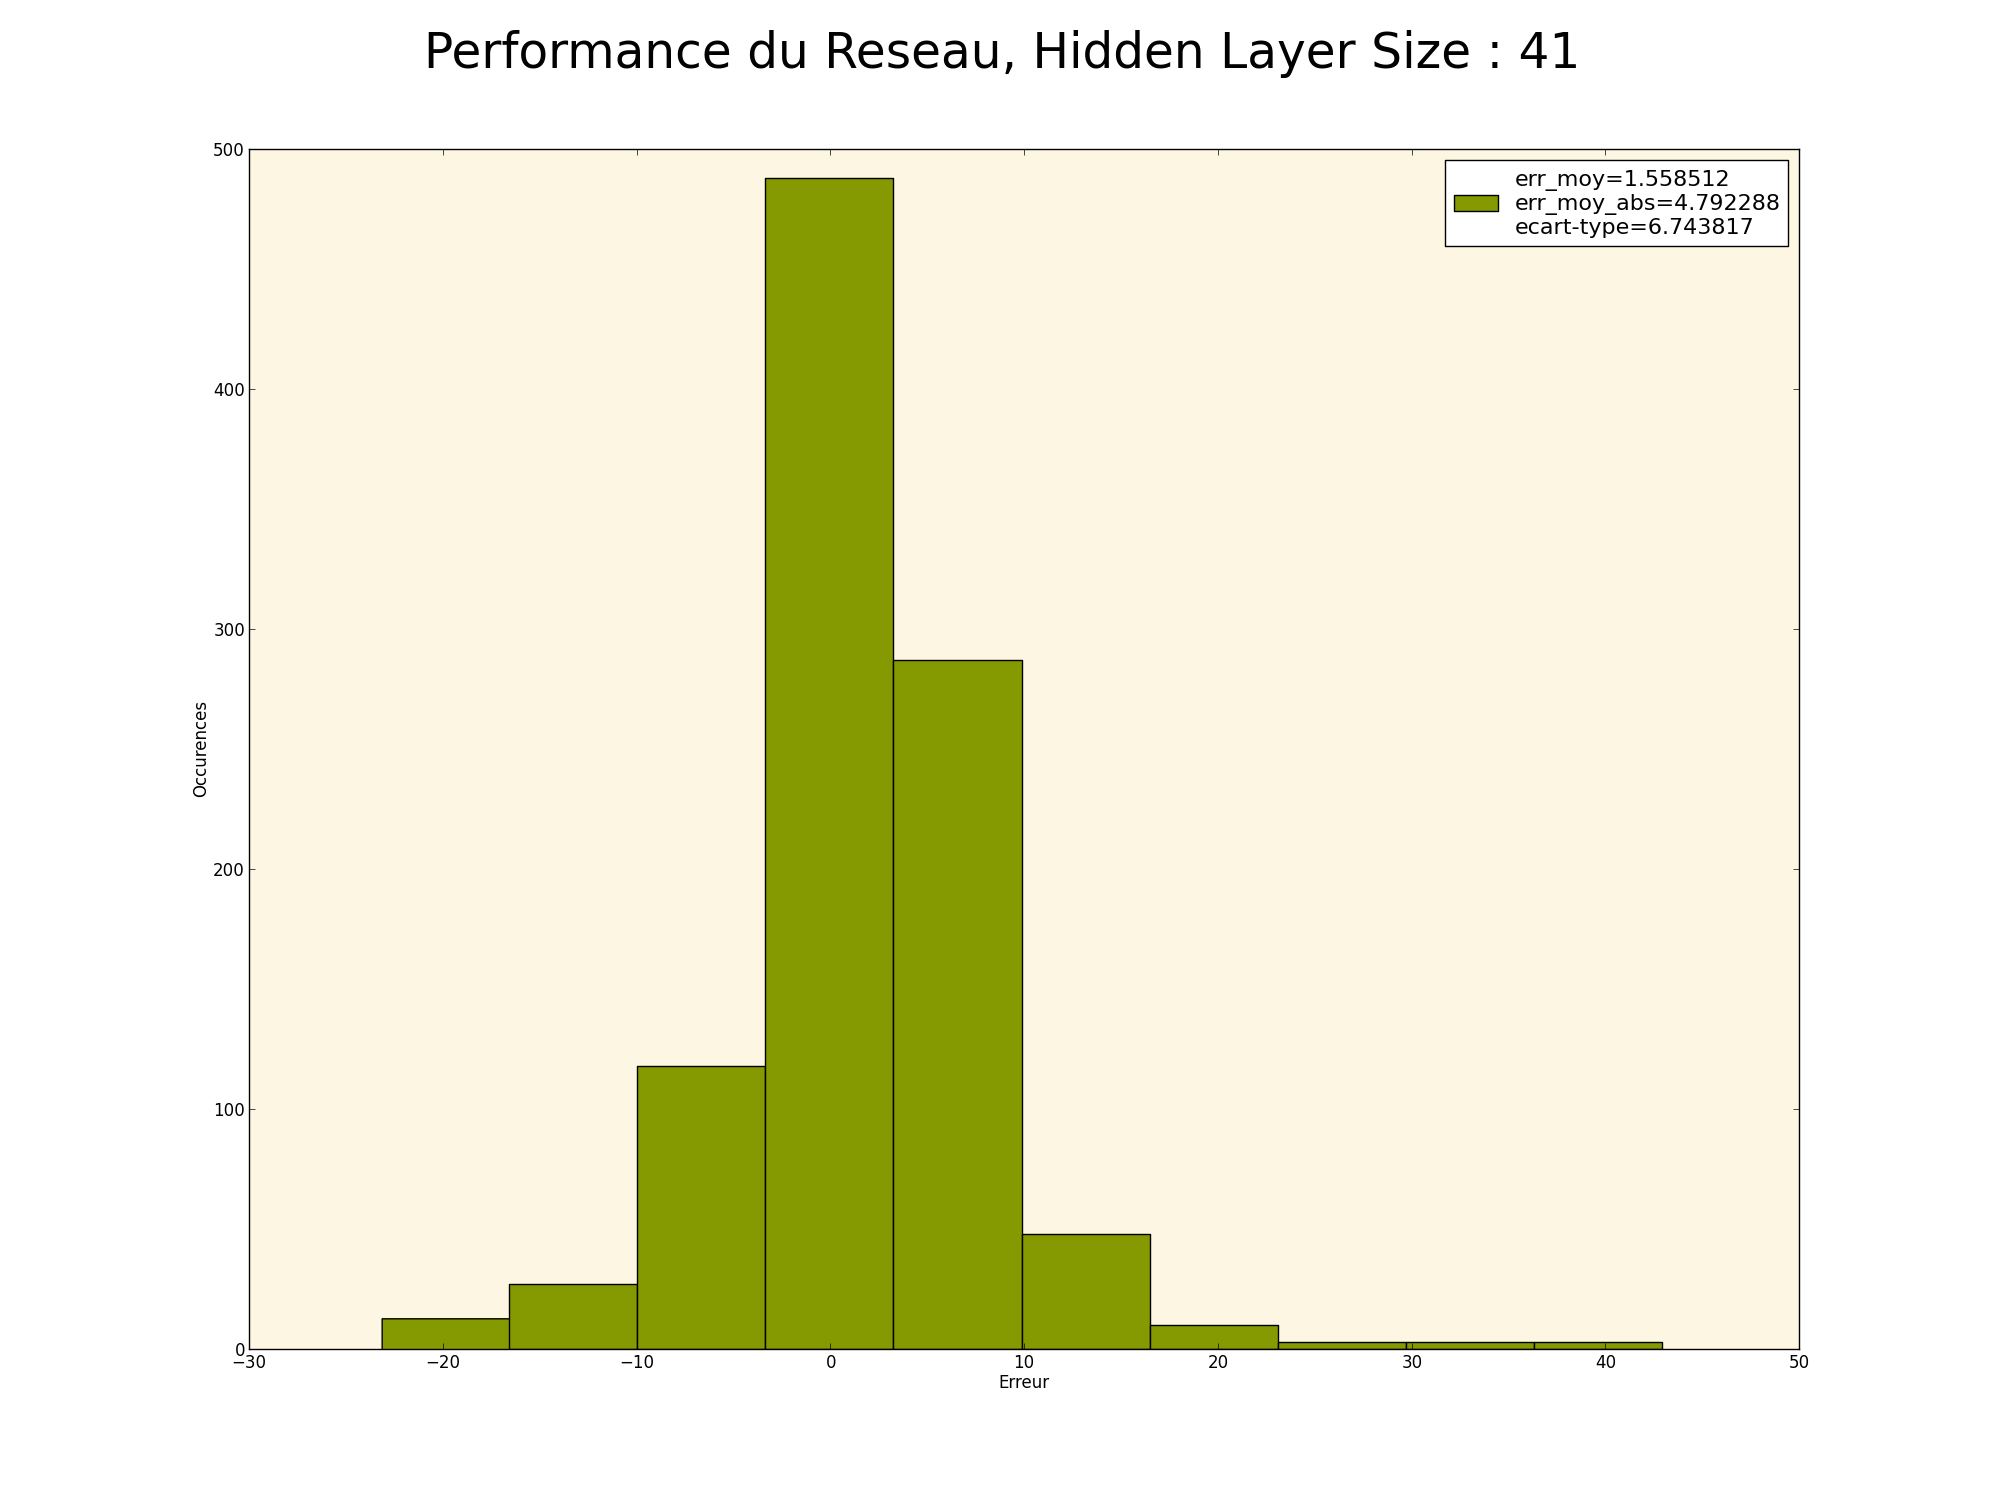 Performance du Reseau, Hidden Layer Size : 41
err_moy=1.558512
err_moy_abs=4.792288
ecart-type=6.743817
500
400
300
200
100
0
Occurences
−30 −20 −10 0 10 20 30 40 50
Erreur